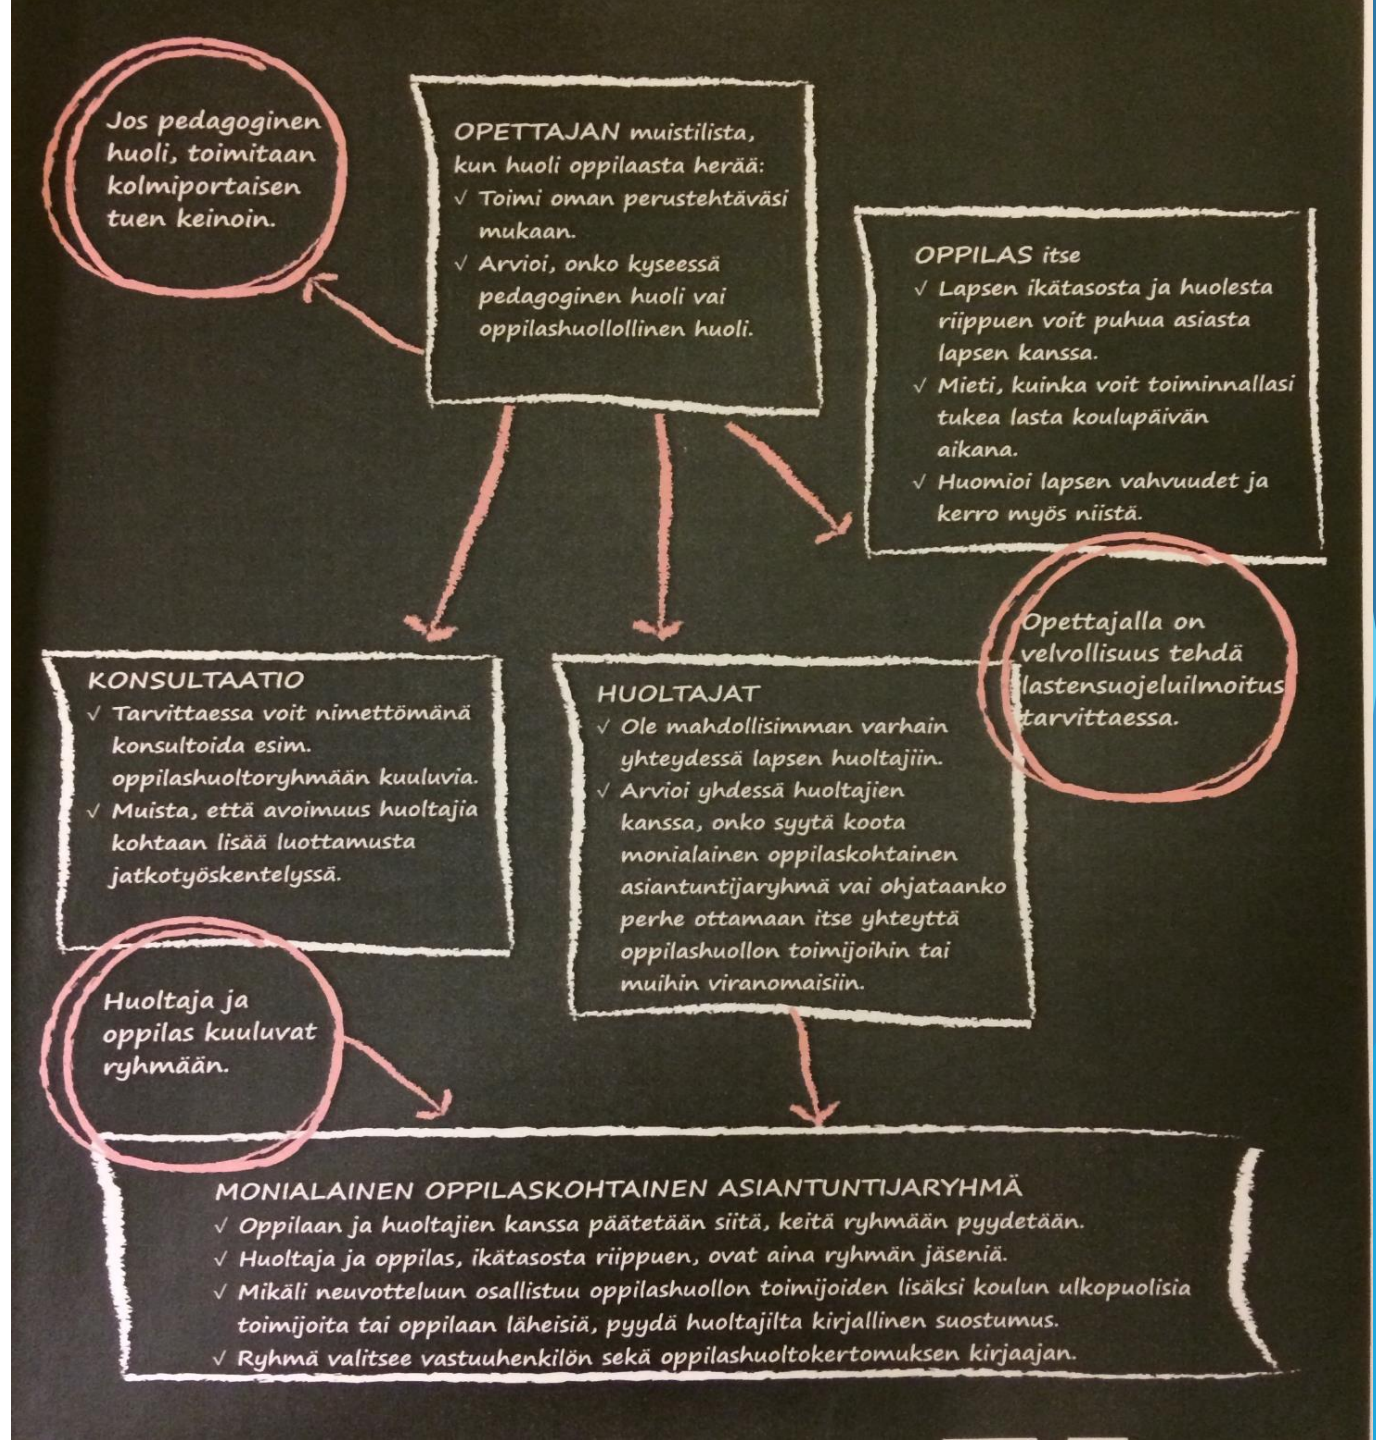 Jos pedagoginen
huoli, toimitaan
kolmiportaisen
tuen keinoin.
OPETTAJAN muistilista,
kun huoli oppilaasta herää:
✓ Toimi oman perustehtäväsi
mukaan.
✓ Arvioi, onko kyseessä
pedagoginen huoli vai
oppilashuollollinen huoli.
OPPILAS itse
✓ Lapsen ikätasosta ja huolesta
riippuen voit puhua asiasta
lapsen kanssa.
✓ Mieti, kuinka voit toiminnallasi
tukea lasta koulupäivän
aikana.
✓ Huomioi lapsen vahvuudet ja
kerro myös niistä.
Opettajalla on
velvollisuus tehdä
lastensuojeluilmoitus
tarvittaessa.
KONSULTAATIO
✓ Tarvittaessa voit nimettömänä
konsultoida esim.
oppilashuoltoryhmään kuuluvia.
✓ Muista, että avoimuus huoltajia
kohtaan lisää luottamusta
jatkotyöskentelyssä.
HUOLTAJAT
✓ Ole mahdollisimman varhain
yhteydessä lapsen huoltajiin.
✓ Arvioi yhdessä huoltajien
kanssa, onko syytä koota
monialainen oppilaskohtainen
asiantuntijaryhmä vai ohjataanko
perhe ottamaan itse yhteyttä
oppilashuollon toimijoihin tai
muihin viranomaisiin.
Huoltaja ja
oppilas kuuluvat
ryhmään.
MONIALAINEN OPPILASKOHTAINEN ASIANTUNTIJARYHMÄ
✓ Oppilaan ja huoltajien kanssa päätetään siitä, keitä ryhmään pyydetään.
✓ Huoltaja ja oppilas, ikätasosta riippuen, ovat aina ryhmän jäseniä.
✓ Mikäli neuvotteluun osallistuu oppilashuollon toimijoiden lisäksi koulun ulkopuolisia
toimijoita tai oppilaan läheisiä, pyydä huoltajilta kirjallinen suostumus.
✓ Ryhmä valitsee vastuuhenkilön sekä oppilashuoltokertomuksen kirjaajan.